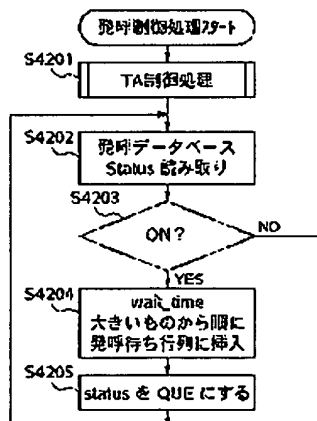 発呼制御処理スタート
S4201
TA制御処理
S4202
発呼データベース
Status 読み取り
S4203
ON?
NO
YES
S4204
wait_time
大きいものから順に
発呼待ち行列に挿入
S4205
status を QUE にする